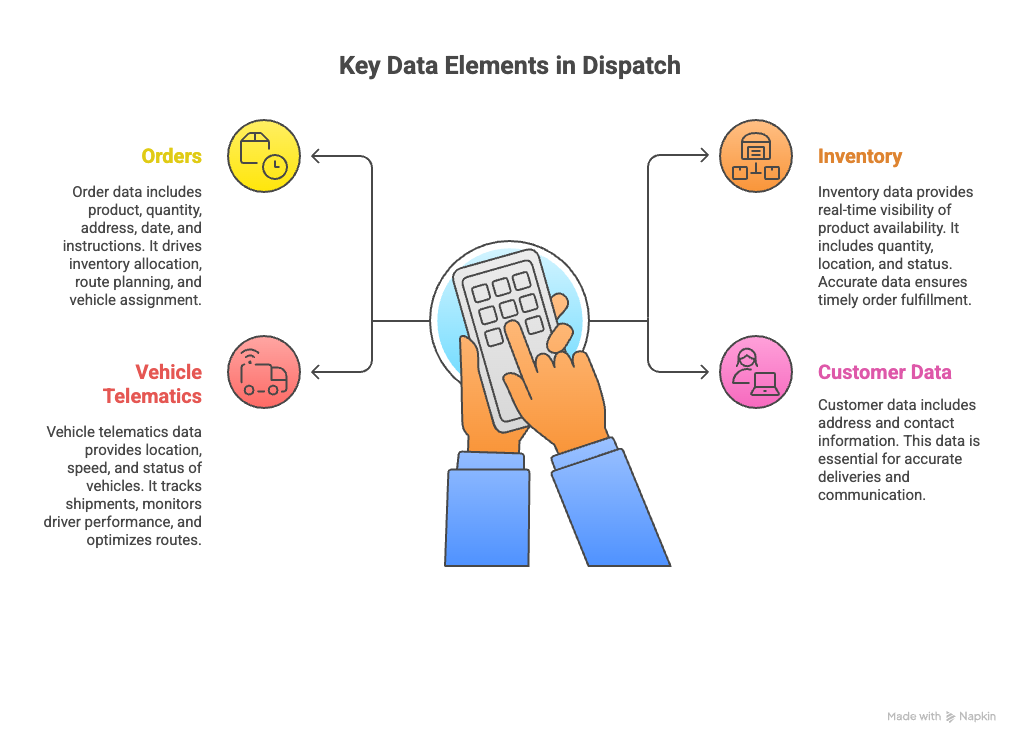 Key Data Elements in Dispatch
Orders
Order data includes
product, quantity,
address, date, and
instructions. It drives
inventory allocation,
route planning, and
vehicle assignment.
Inventory
Inventory data provides
real-time visibility of
product availability. It
includes quantity,
location, and status.
Accurate data ensures
timely order fulfillment.
Vehicle
Telematics
Vehicle telematics data
provides location,
speed, and status of
vehicles. It tracks
shipments, monitors
driver performance, and
optimizes routes.
Customer Data
Customer data includes
address and contact
information. This data is
essential for accurate
deliveries and
communication.
Made with Napkin